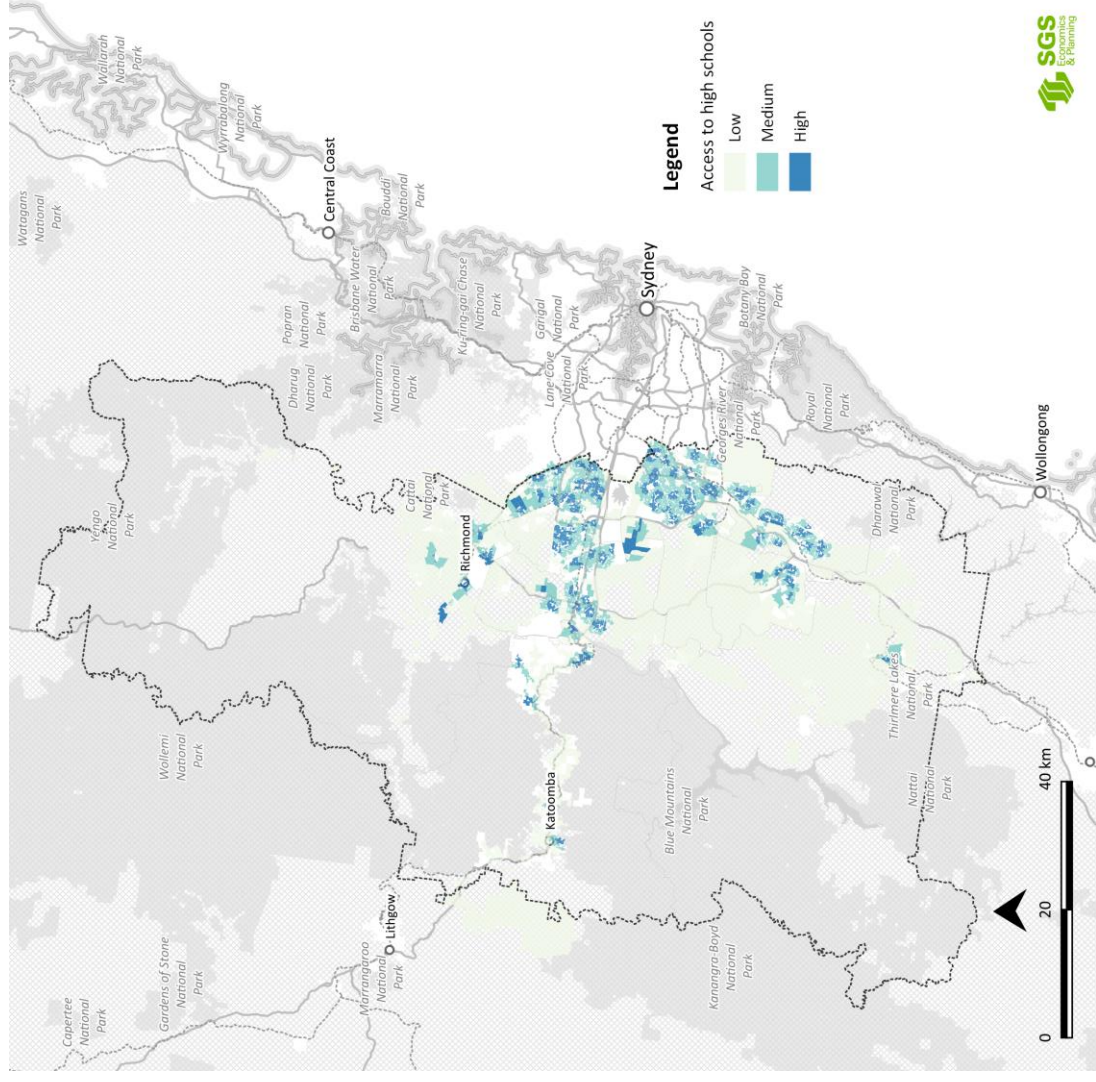 Watagans
National
Park
Wallarah
National
Park
Wyrrabalong
National
Park
Central Coast
Bouddi
National
Park
Brisbane Water
National
Park
Popran
National
Park
Dharug
National
Park
Marramarra
National
Park
Ku-ring-gai Chase
National
Park
Yengo
National
Park
Cattai
National
Park
Garigal
National
Park
Lane Cove
National
Park
Sydney
Botany Bay
National
Park
Georges River
National
Park
Royal
National
Park
Richmond
Wollemi
National
Park
Capertee
National
Park
Gardens of Stone
National
Park
Marrangaroo
National
Park
Lithgow
Katoomba
Blue Mountains
National
Park
Kanangra-Boyd
National
Park
Nattai
National
Park
Thirlmere Lakes
National
Park
Dharawal
National
Park
Wollongong
Legend
Access to high schools
Low
Medium
High
0
20
40 km
SGS
Economics
& Planning